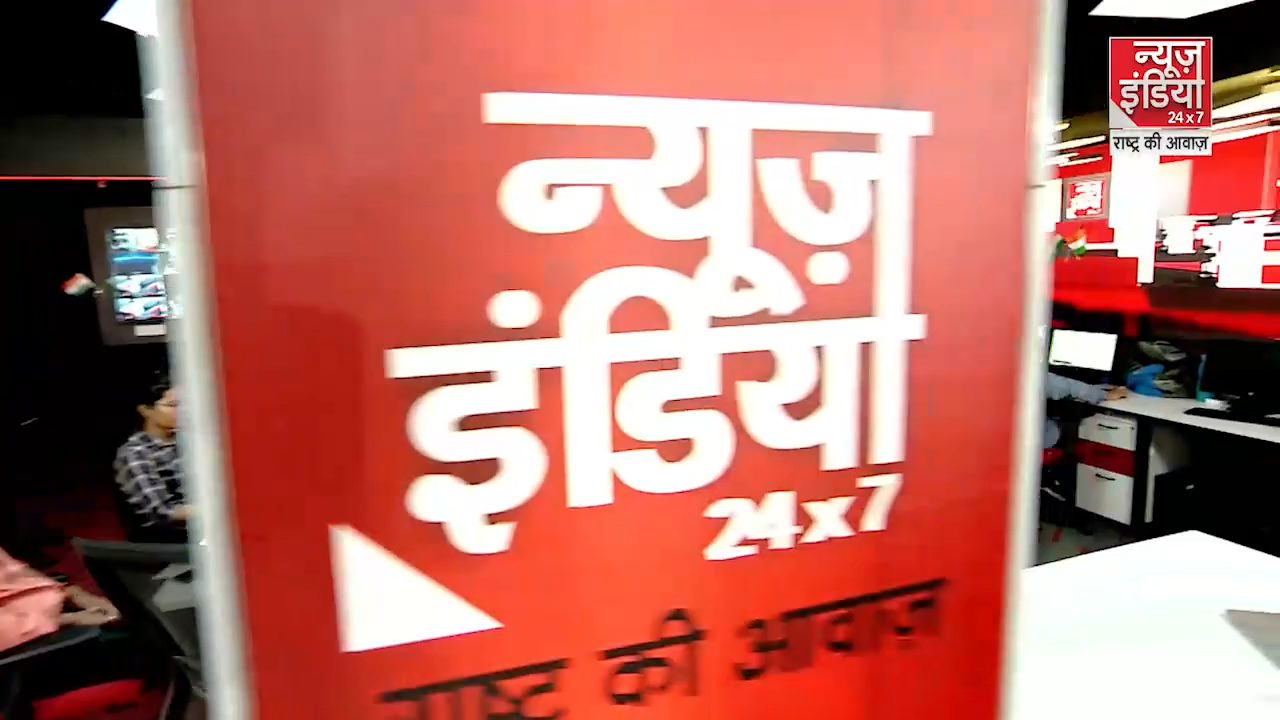 न्यूज़
इंडिया
24x7
राष्ट्र की आवाज़
न्यूज़
इंडिया
24x7
राष्ट्र की आवाज़